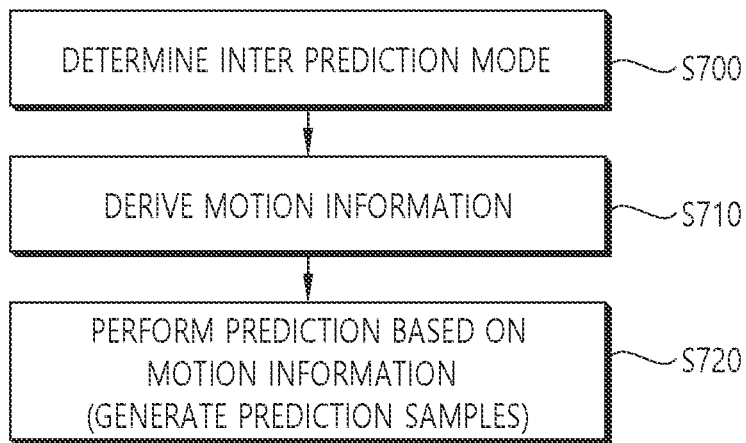 DETERMINE INTER PREDICTION MODE
S700
DERIVE MOTION INFORMATION
S710
PERFORM PREDICTION BASED ON
MOTION INFORMATION
(GENERATE PREDICTION SAMPLES)
S720